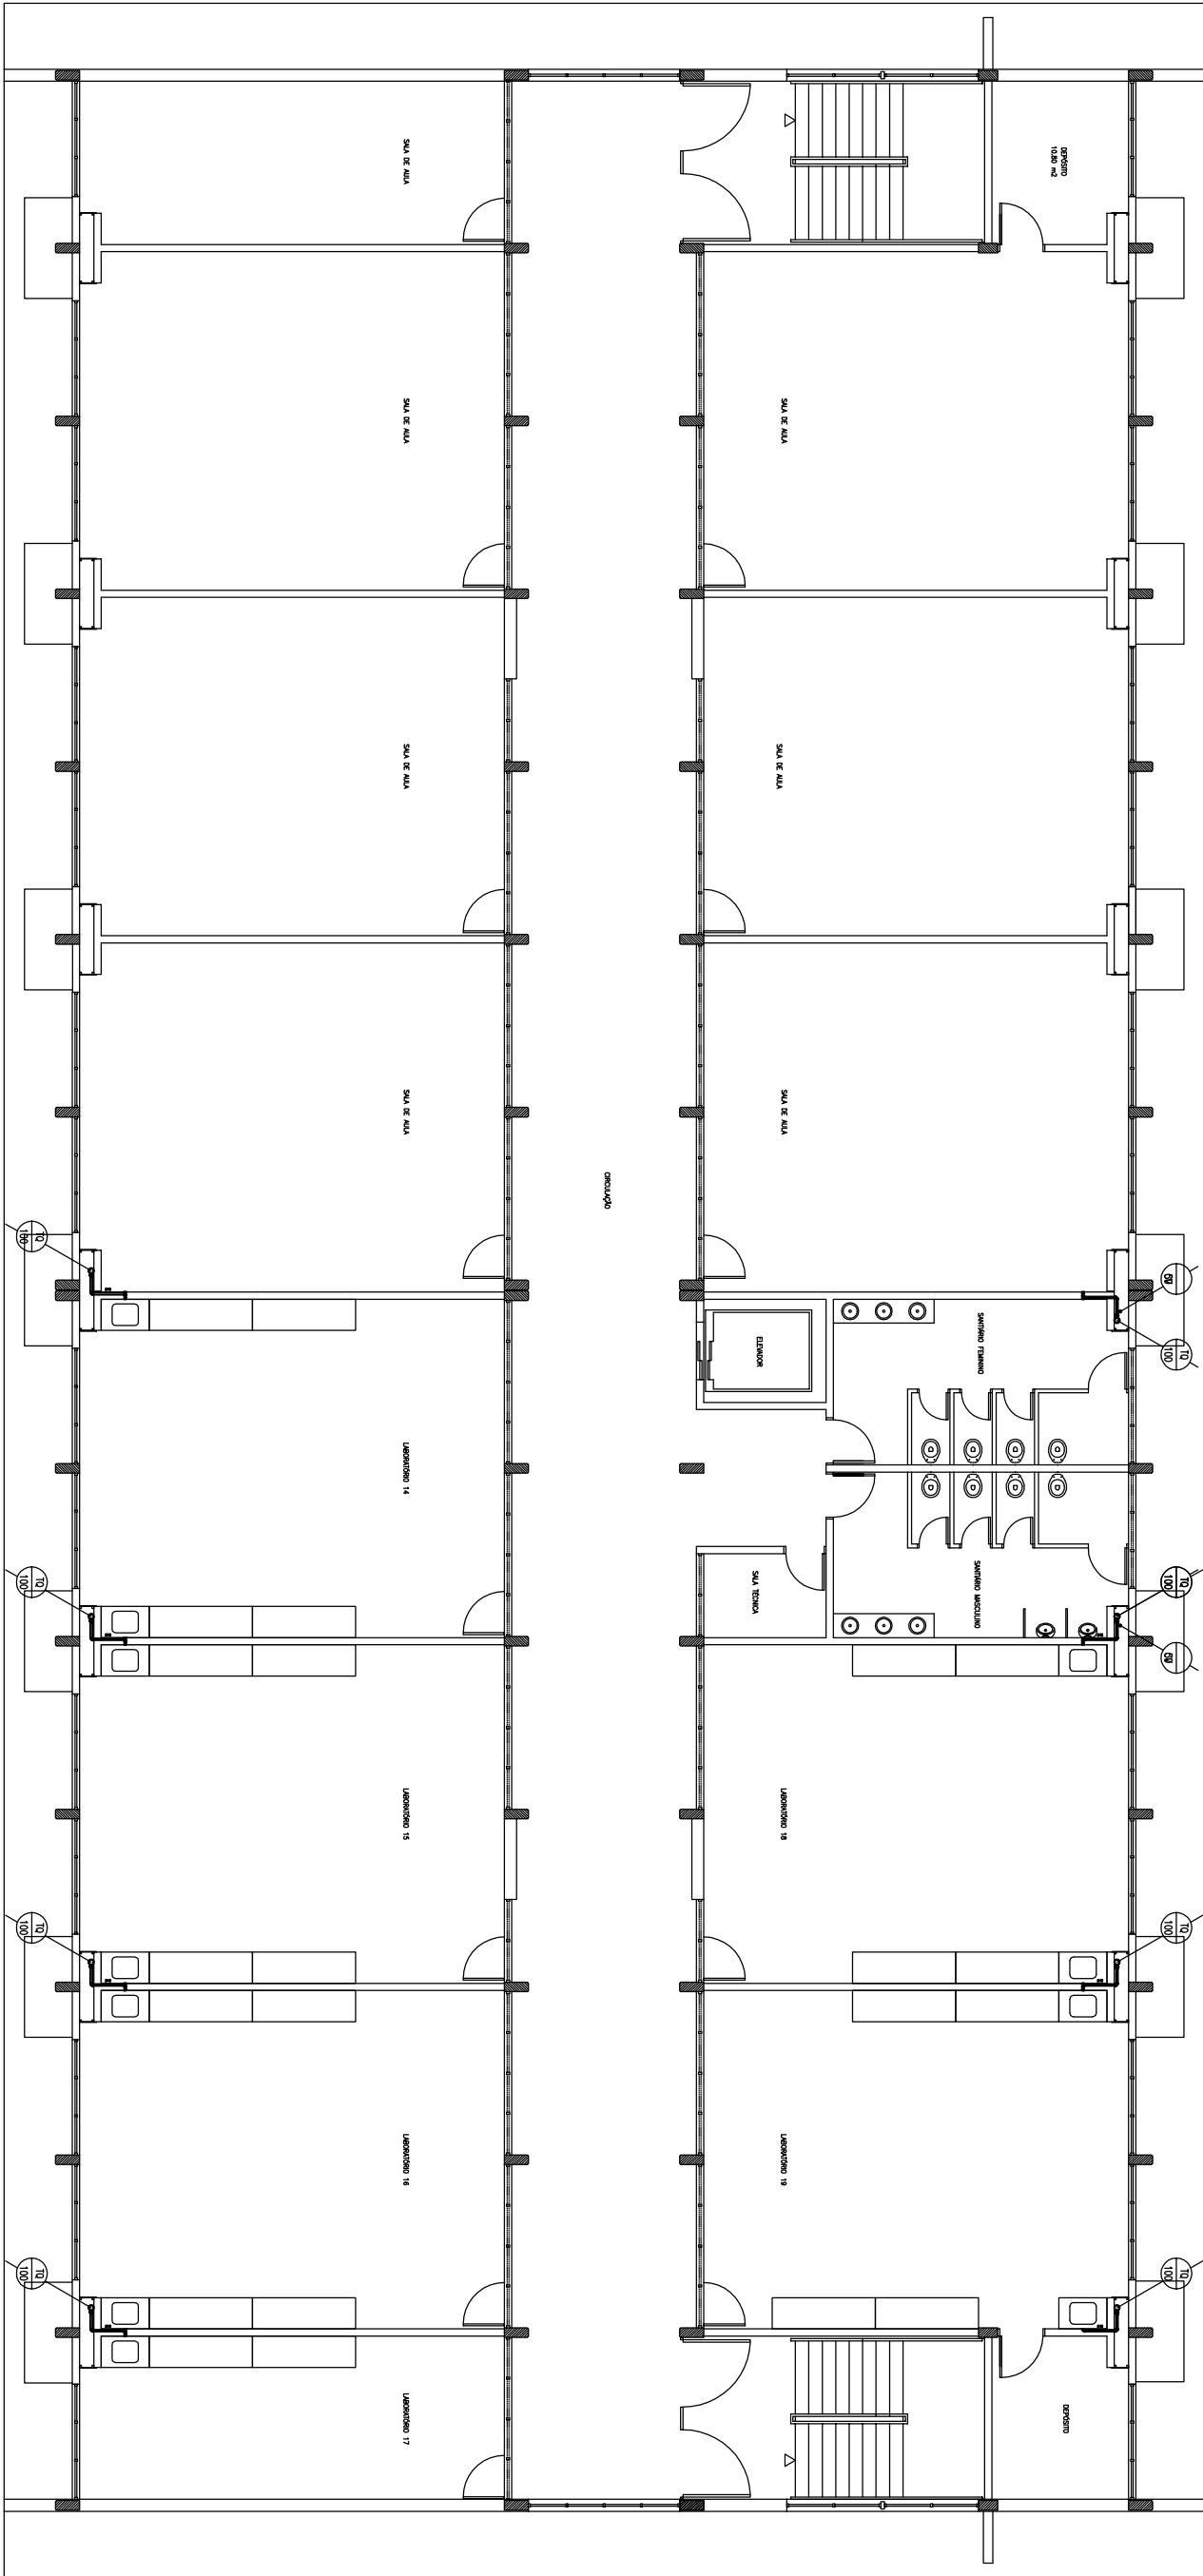 SALA DE AULA
DEPÓSITO
10,80 m2
SALA DE AULA
SALA DE AULA
SALA DE AULA
SALA DE AULA
SALA DE AULA
SALA DE AULA
CIRCULAÇÃO
TQ
100
TQ
100
ELEVADOR
SANITÁRIO FEMININO
LABORATÓRIO 14
TQ
100
SALA TÉCNICA
SANITÁRIO MASCULINO
TQ
100
LABORATÓRIO 15
LABORATÓRIO 18
TQ
100
TQ
100
LABORATÓRIO 16
LABORATÓRIO 19
TQ
100
TQ
100
LABORATÓRIO 17
DEPÓSITO